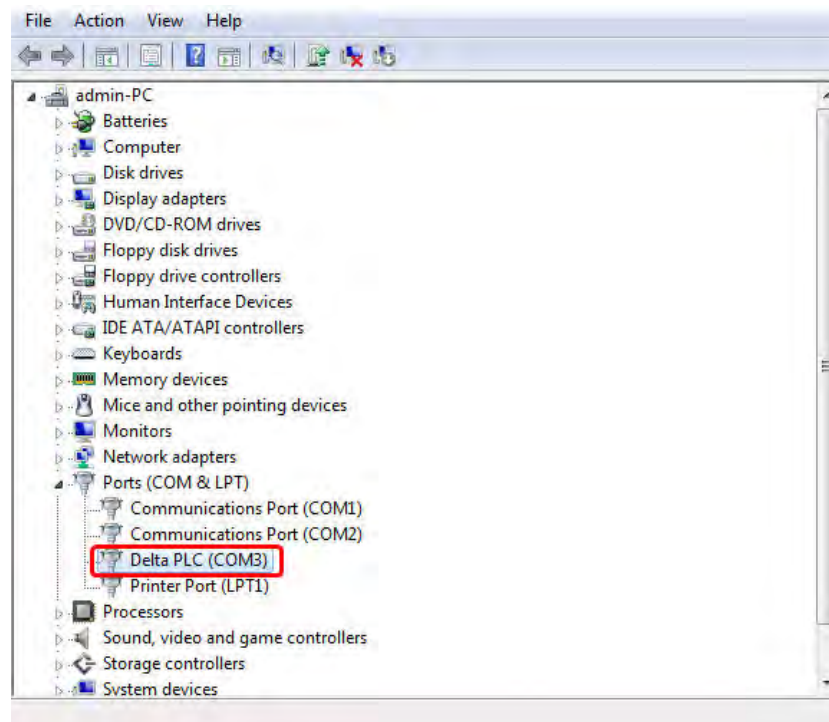 File Action View Help
admin-PC
Batteries
Computer
Disk drives
Display adapters
DVD/CD-ROM drives
Floppy disk drives
Floppy drive controllers
Human Interface Devices
IDE ATA/ATAPI controllers
Keyboards
Memory devices
Mice and other pointing devices
Monitors
Network adapters
Ports (COM & LPT)
Communications Port (COM1)
Communications Port (COM2)
Delta PLC (COM3)
Printer Port (LPT1)
Processors
Sound, video and game controllers
Storage controllers
System devices